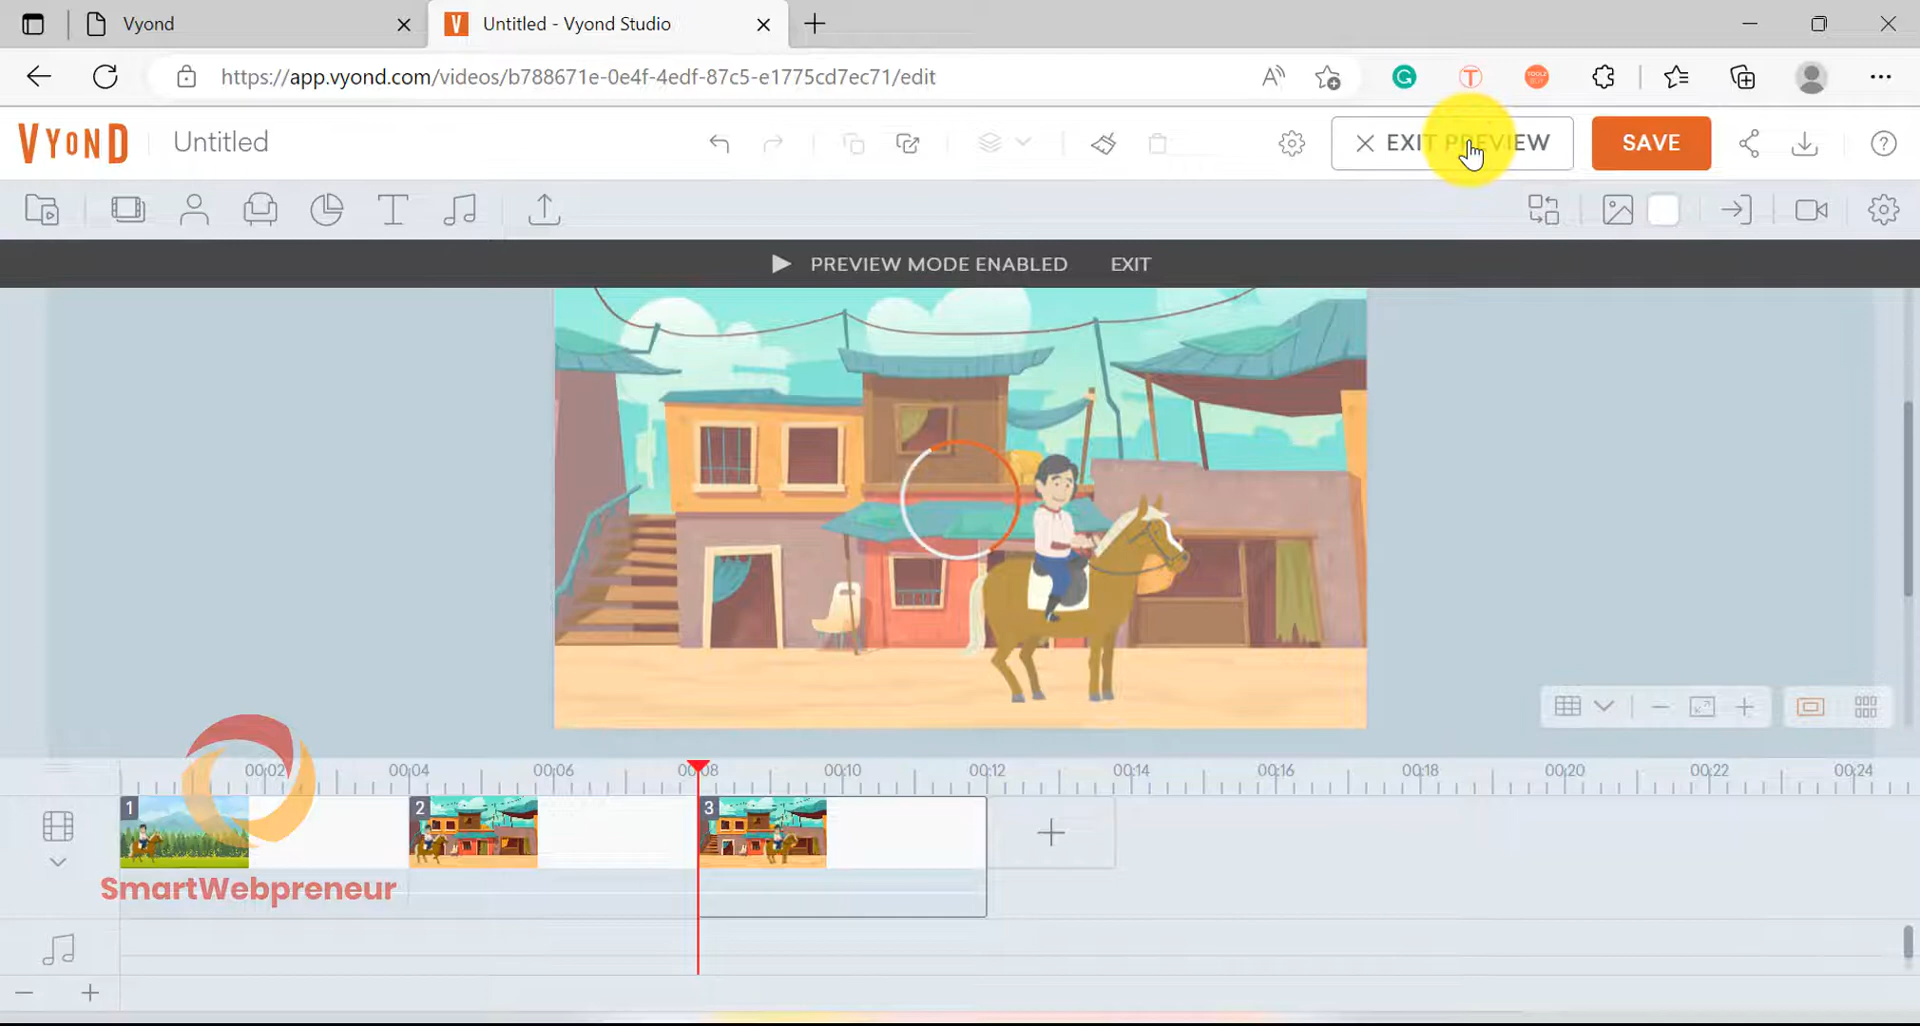 Vyond
Untitled - Vyond Studio
https://app.vyond.com/videos/b788671e-0e4f-4edf-87c5-e1775cd7ec71/edit
VYOND
Untitled
EXIT PREVIEW
SAVE
PREVIEW MODE ENABLED EXIT
00:02 00:04 00:06 00:08 00:10 00:12 00:14 00:16 00:18 00:20 00:22 00:24
1 2 3
SmartWebpreneur